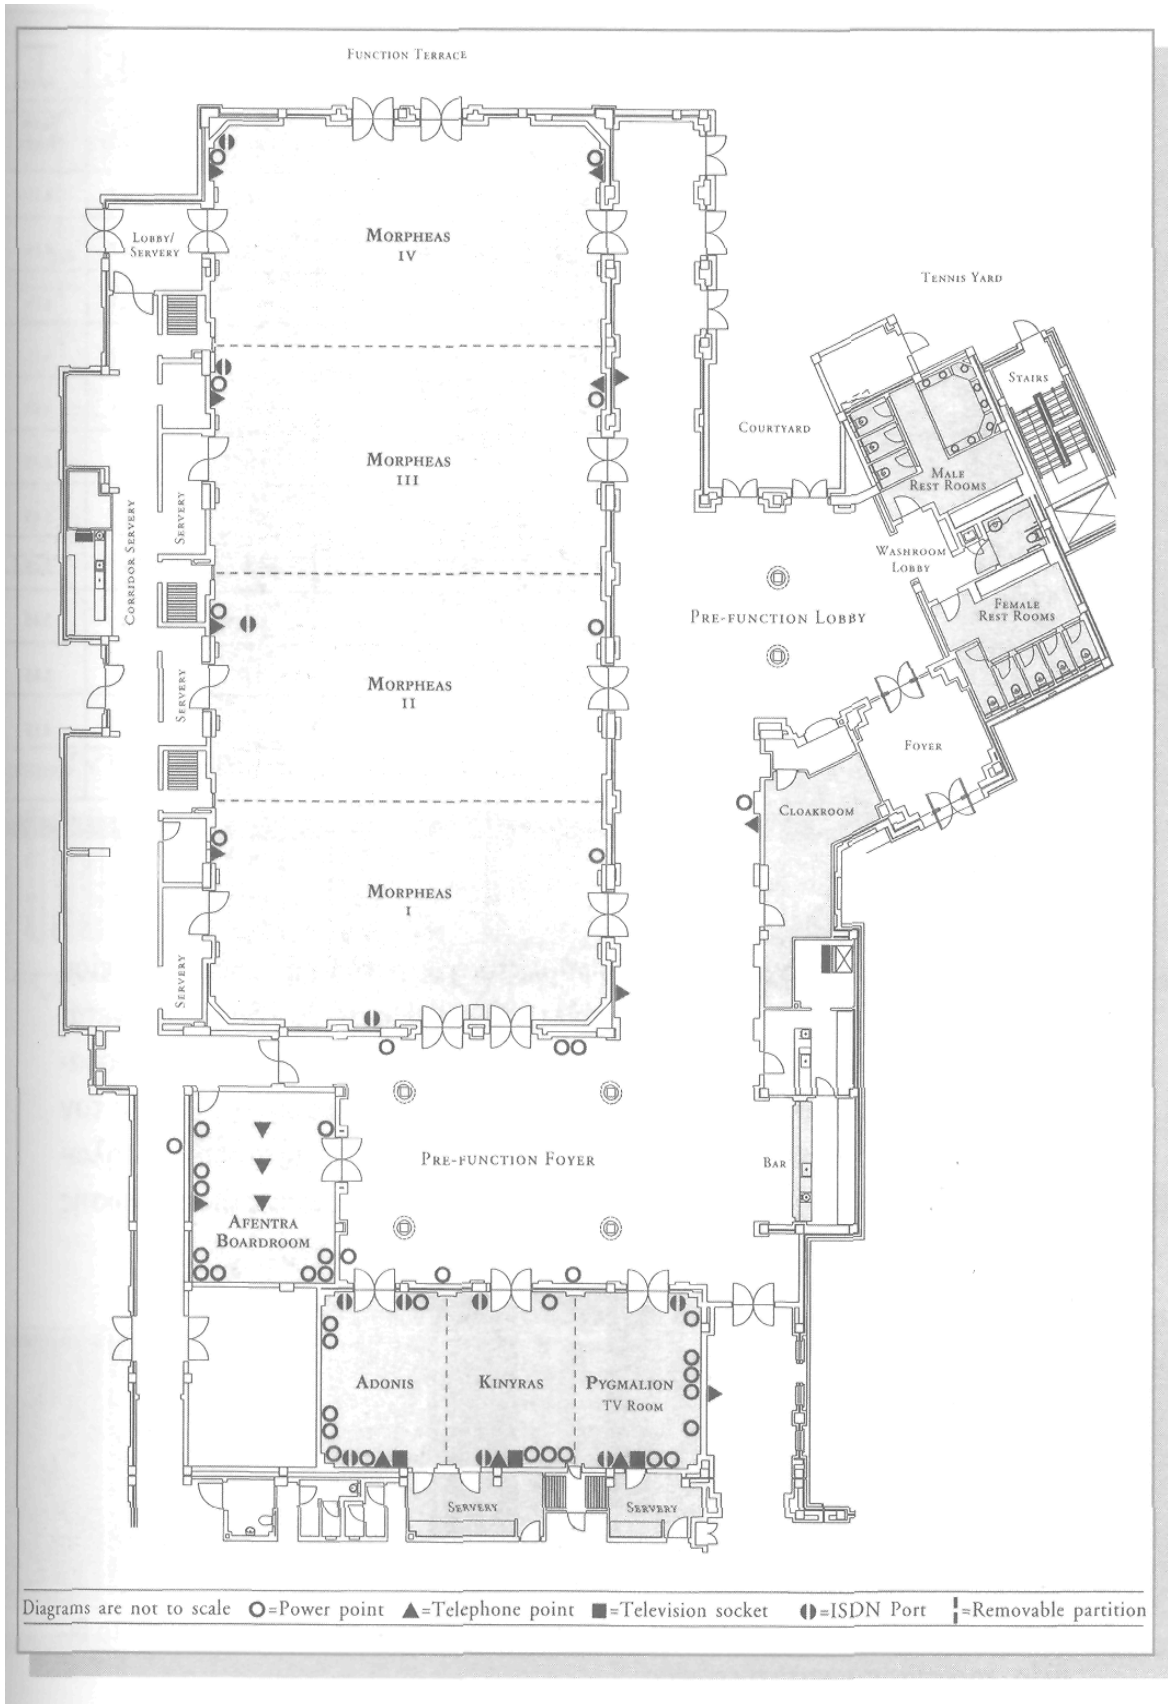 FUNCTION TERRACE
MORPHEAS
IV
LOBBY/
SERVERY
TENNIS YARD
STAIRS
COURTYARD
MORPHEAS
III
MALE
REST ROOMS
SERVERY
CORRIDOR SERVERY
WASHROOM
LOBBY
FEMALE
REST ROOMS
PRE-FUNCTION LOBBY
MORPHEAS
II
SERVERY
FOYER
CLOAKROOM
MORPHEAS
I
SERVERY
PRE-FUNCTION FOYER
BAR
AFENTRA
BOARDROOM
ADONIS
KINYRAS
PYGMALION
TV ROOM
SERVERY
SERVERY
Diagrams are not to scale =Power point =Telephone point =Television socket =ISDN Port =Removable partition